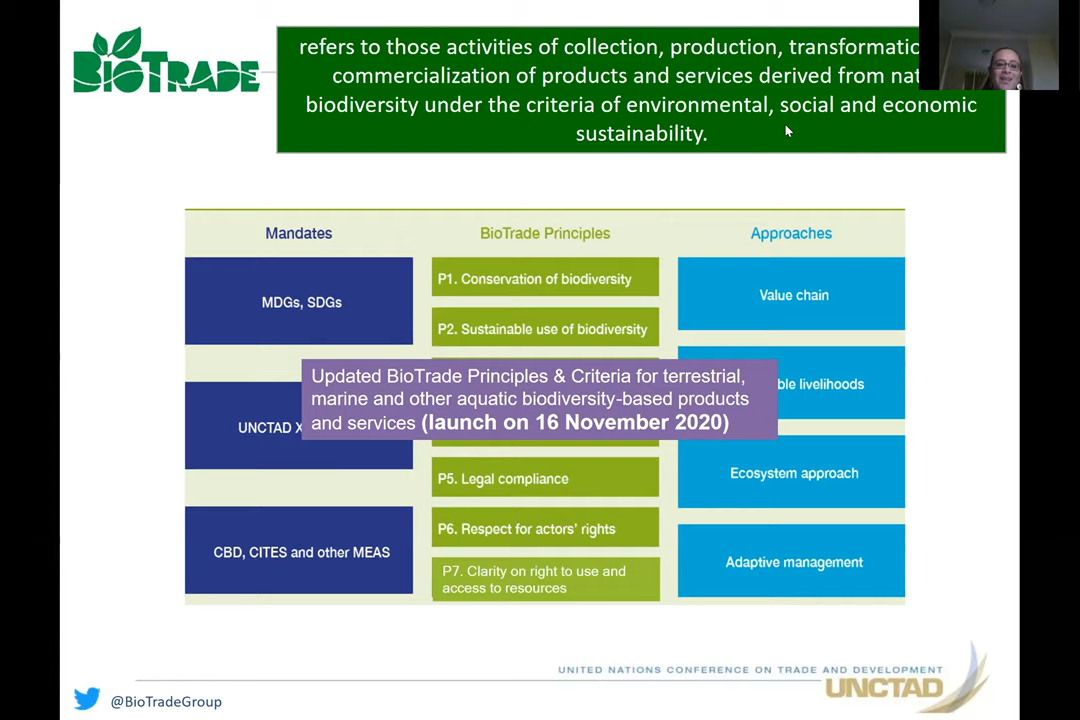 BIOTRADE
refers to those activities of collection, production,
commercialization of products and services derived from
biodiversity under the criteria of environmental, social and economic
sustainability.
Mandates
BioTrade Principles
Approaches
MDGs, SDGs
UNCTAD
CBD, CITES and other MEAS
P1. Conservation of biodiversity
P2. Sustainable use of biodiversity
Updated BioTrade Principles & Criteria for terrestrial,
marine and other aquatic biodiversity-based products
and services (launch on 16 November 2020)
P5. Legal compliance
P6. Respect for actors' rights
P7. Clarity on right to use and
access to resources
Value chain
livelihoods
Ecosystem approach
Adaptive management
UNITED NATIONS CONFERENCE ON TRADE AND DEVELOPMENT
UNCTAD
@BioTradeGroup